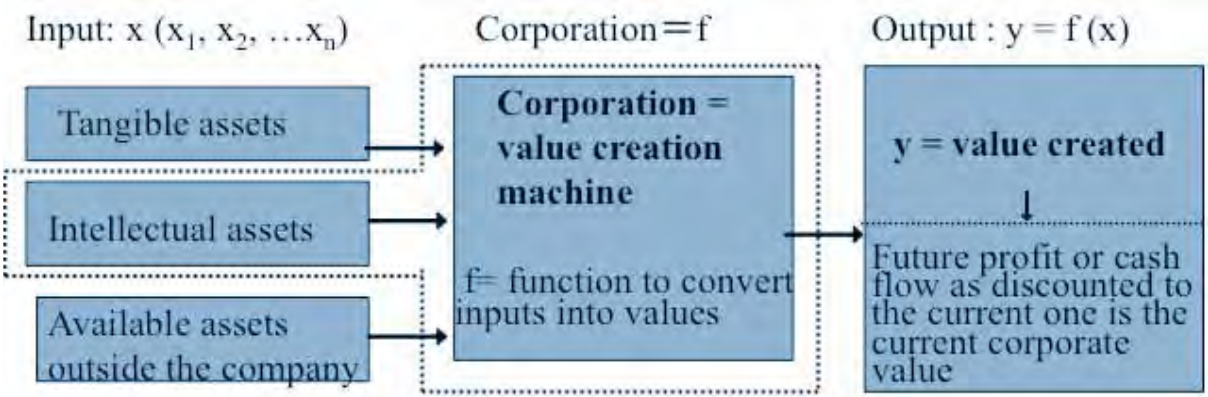 Input: x (x₁, x₂, …xₙ)
Corporation=f
Output : y = f (x)
Tangible assets
Intellectual assets
Available assets
outside the company
Corporation =
value creation
machine
f= function to convert
inputs into values
y = value created
Future profit or cash
flow as discounted to
the current one is the
current corporate
value